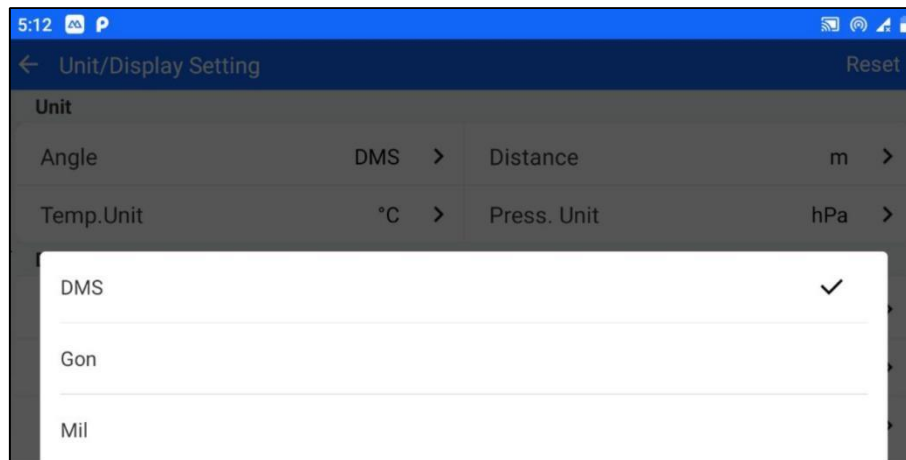 5:12
Unit/Display Setting Reset
Unit
Angle DMS Distance m
Temp.Unit °C Press. Unit hPa
DMS
Gon
Mil